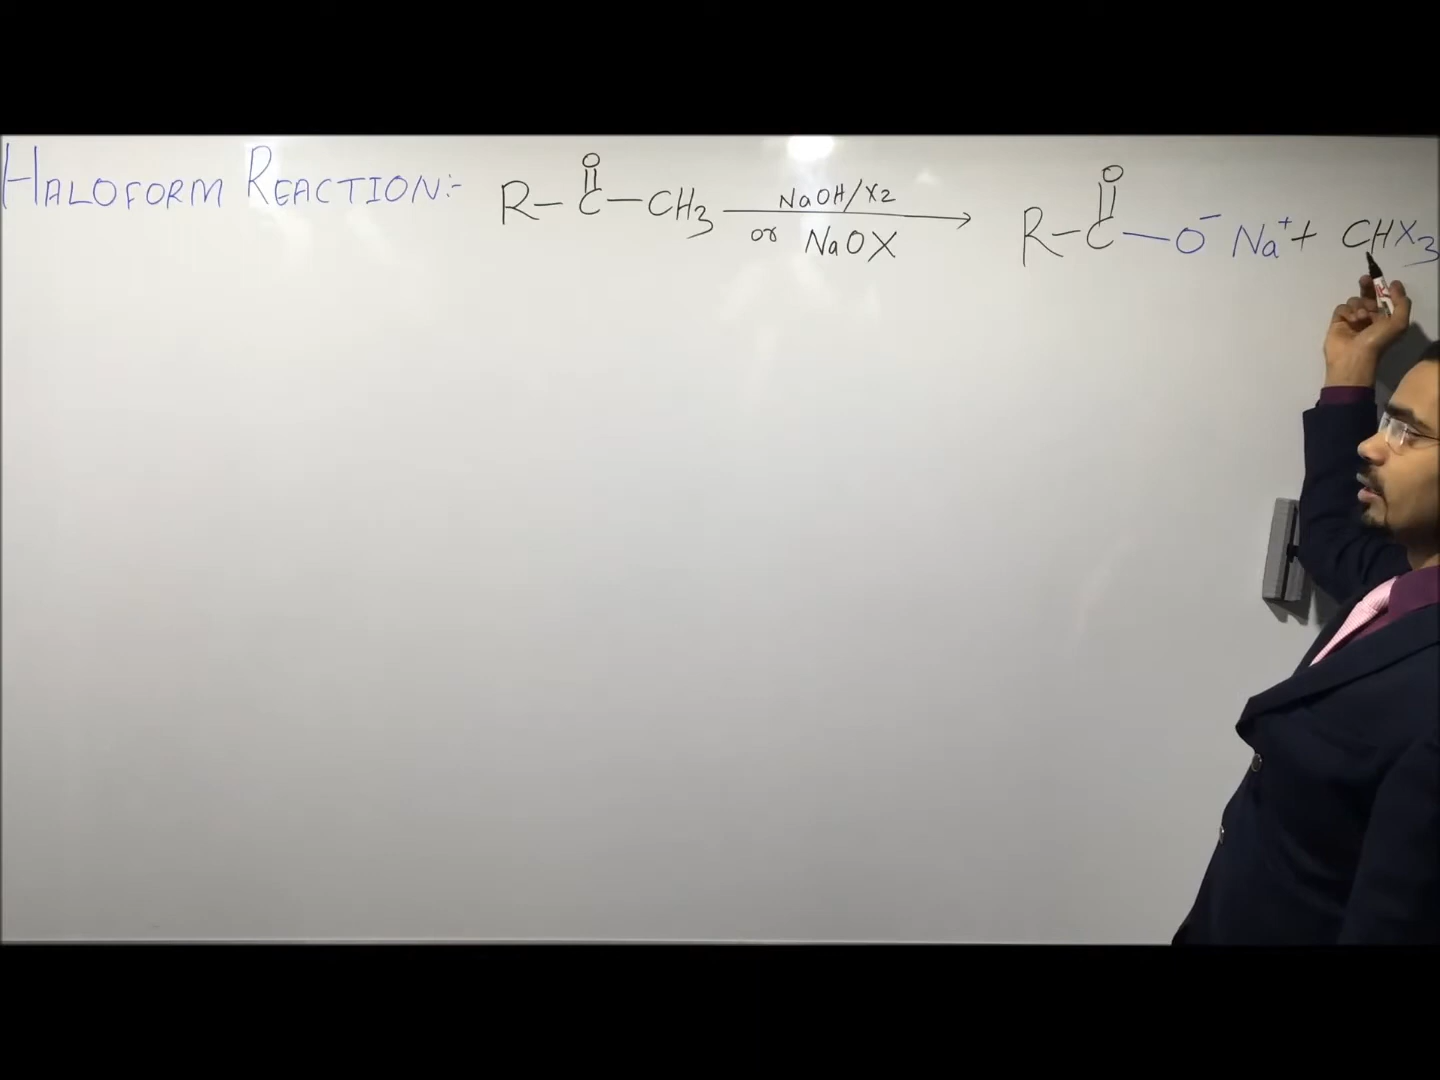 HALOFORM REACTION:-
O
R-C-CH3
NaOH/X2
or NaOX
O
R-C-O⁻ Na⁺ + CHX3